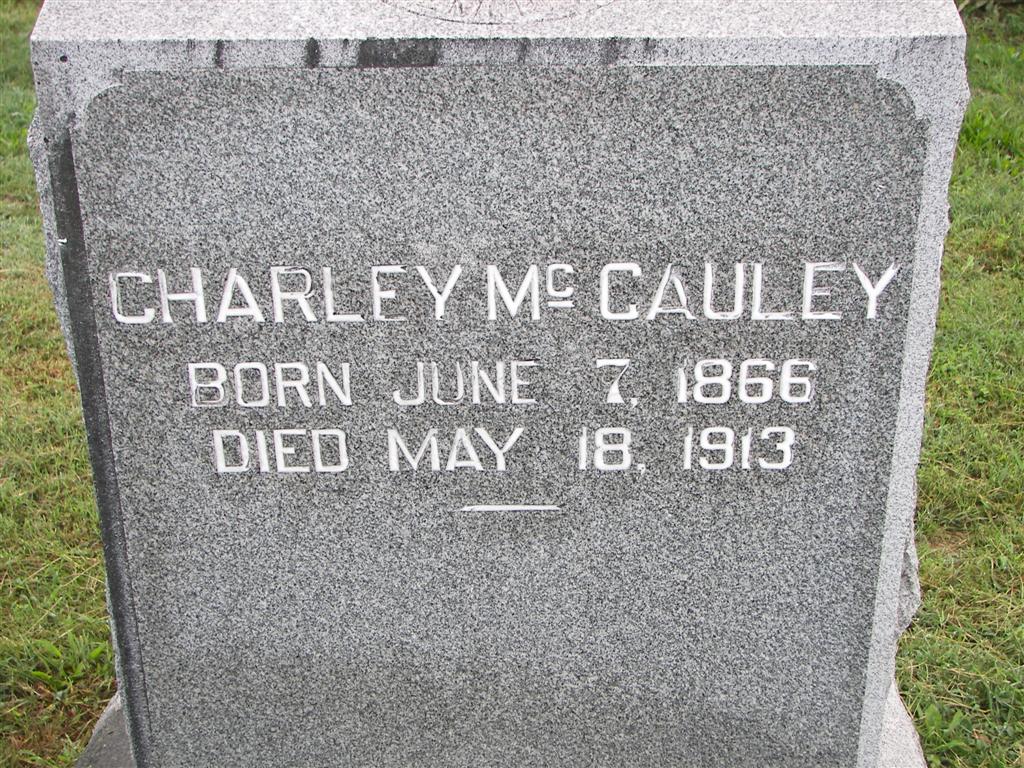 CHARLEY Mc CAULEY
BORN JUNE 7, 1866
DIED MAY 18, 1913